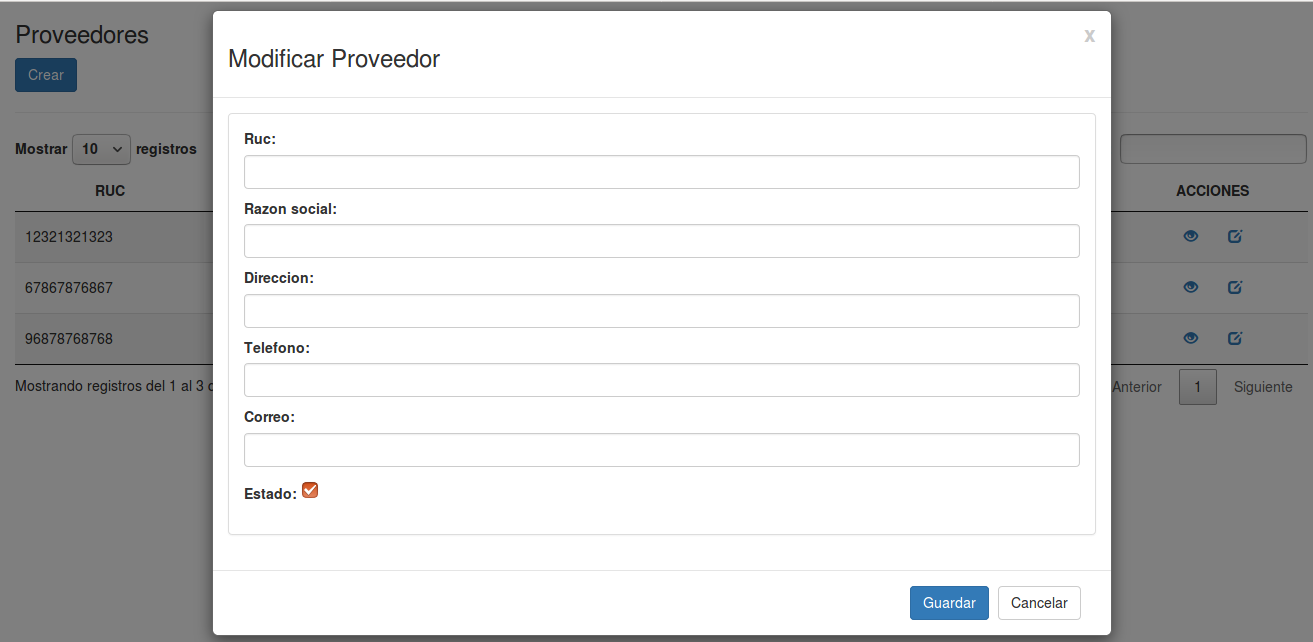 Proveedores
Crear
Mostrar 10 registros
RUC
ACCIONES
12321321323
67867876867
96878768768
Mostrando registros del 1 al 3
Anterior 1 Siguiente
x
Modificar Proveedor
Ruc:
Razon social:
Direccion:
Telefono:
Correo:
Estado:
Guardar Cancelar